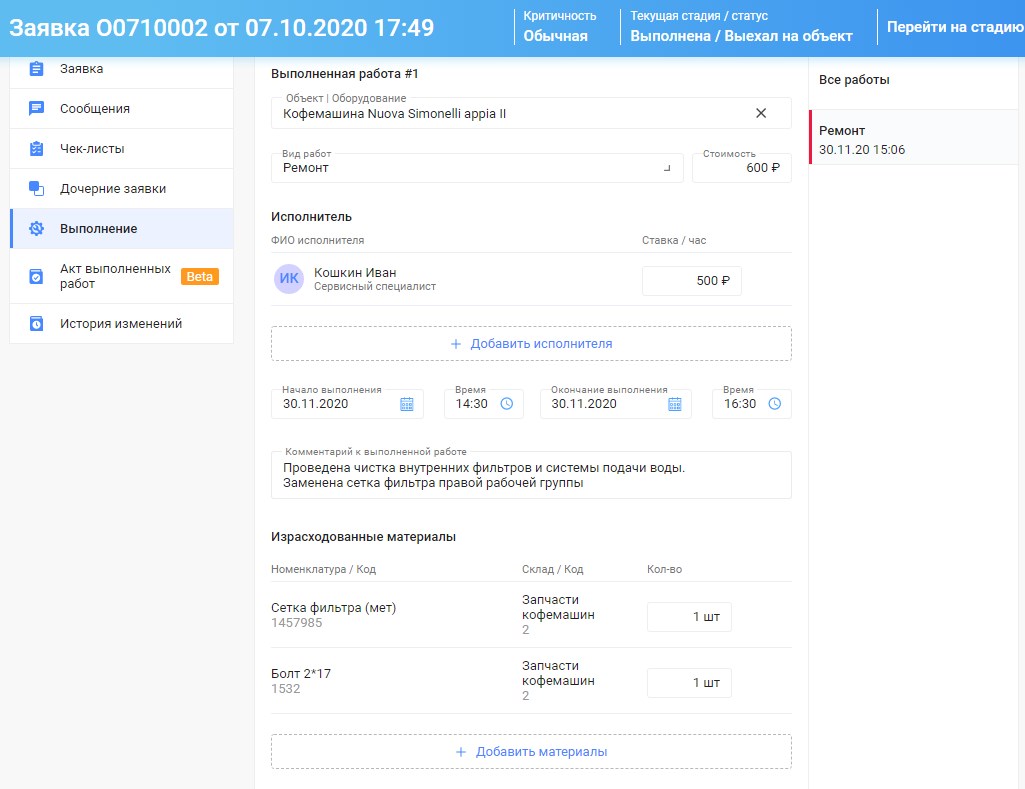 Заявка О0710002 от 07.10.2020 17:49
Критичность
Обычная
Текущая стадия / статус
Выполнена / Выехал на объект
Перейти на стадию
Заявка
Сообщения
Чек-листы
Дочерние заявки
Выполнение
Акт выполненных
работ
Beta
История изменений
Выполненная работа #1
Объект | Оборудование
Кофемашина Nuova Simonelli appia II
Вид работ
Ремонт
Стоимость
600 ₽
Исполнитель
ФИО исполнителя
Ставка / час
ИК
Кошкин Иван
Сервисный специалист
500 ₽
+ Добавить исполнителя
Начало выполнения
30.11.2020
Время
14:30
Окончание выполнения
30.11.2020
Время
16:30
Комментарий к выполненной работе
Проведена чистка внутренних фильтров и системы подачи воды.
Заменена сетка фильтра правой рабочей группы
Израсходованные материалы
Номенклатура / Код
Склад / Код
Кол-во
Сетка фильтра (мет)
1457985
Запчасти
кофемашин
2
1 шт
Болт 2*17
1532
Запчасти
кофемашин
2
1 шт
+ Добавить материалы
Все работы
Ремонт
30.11.20 15:06